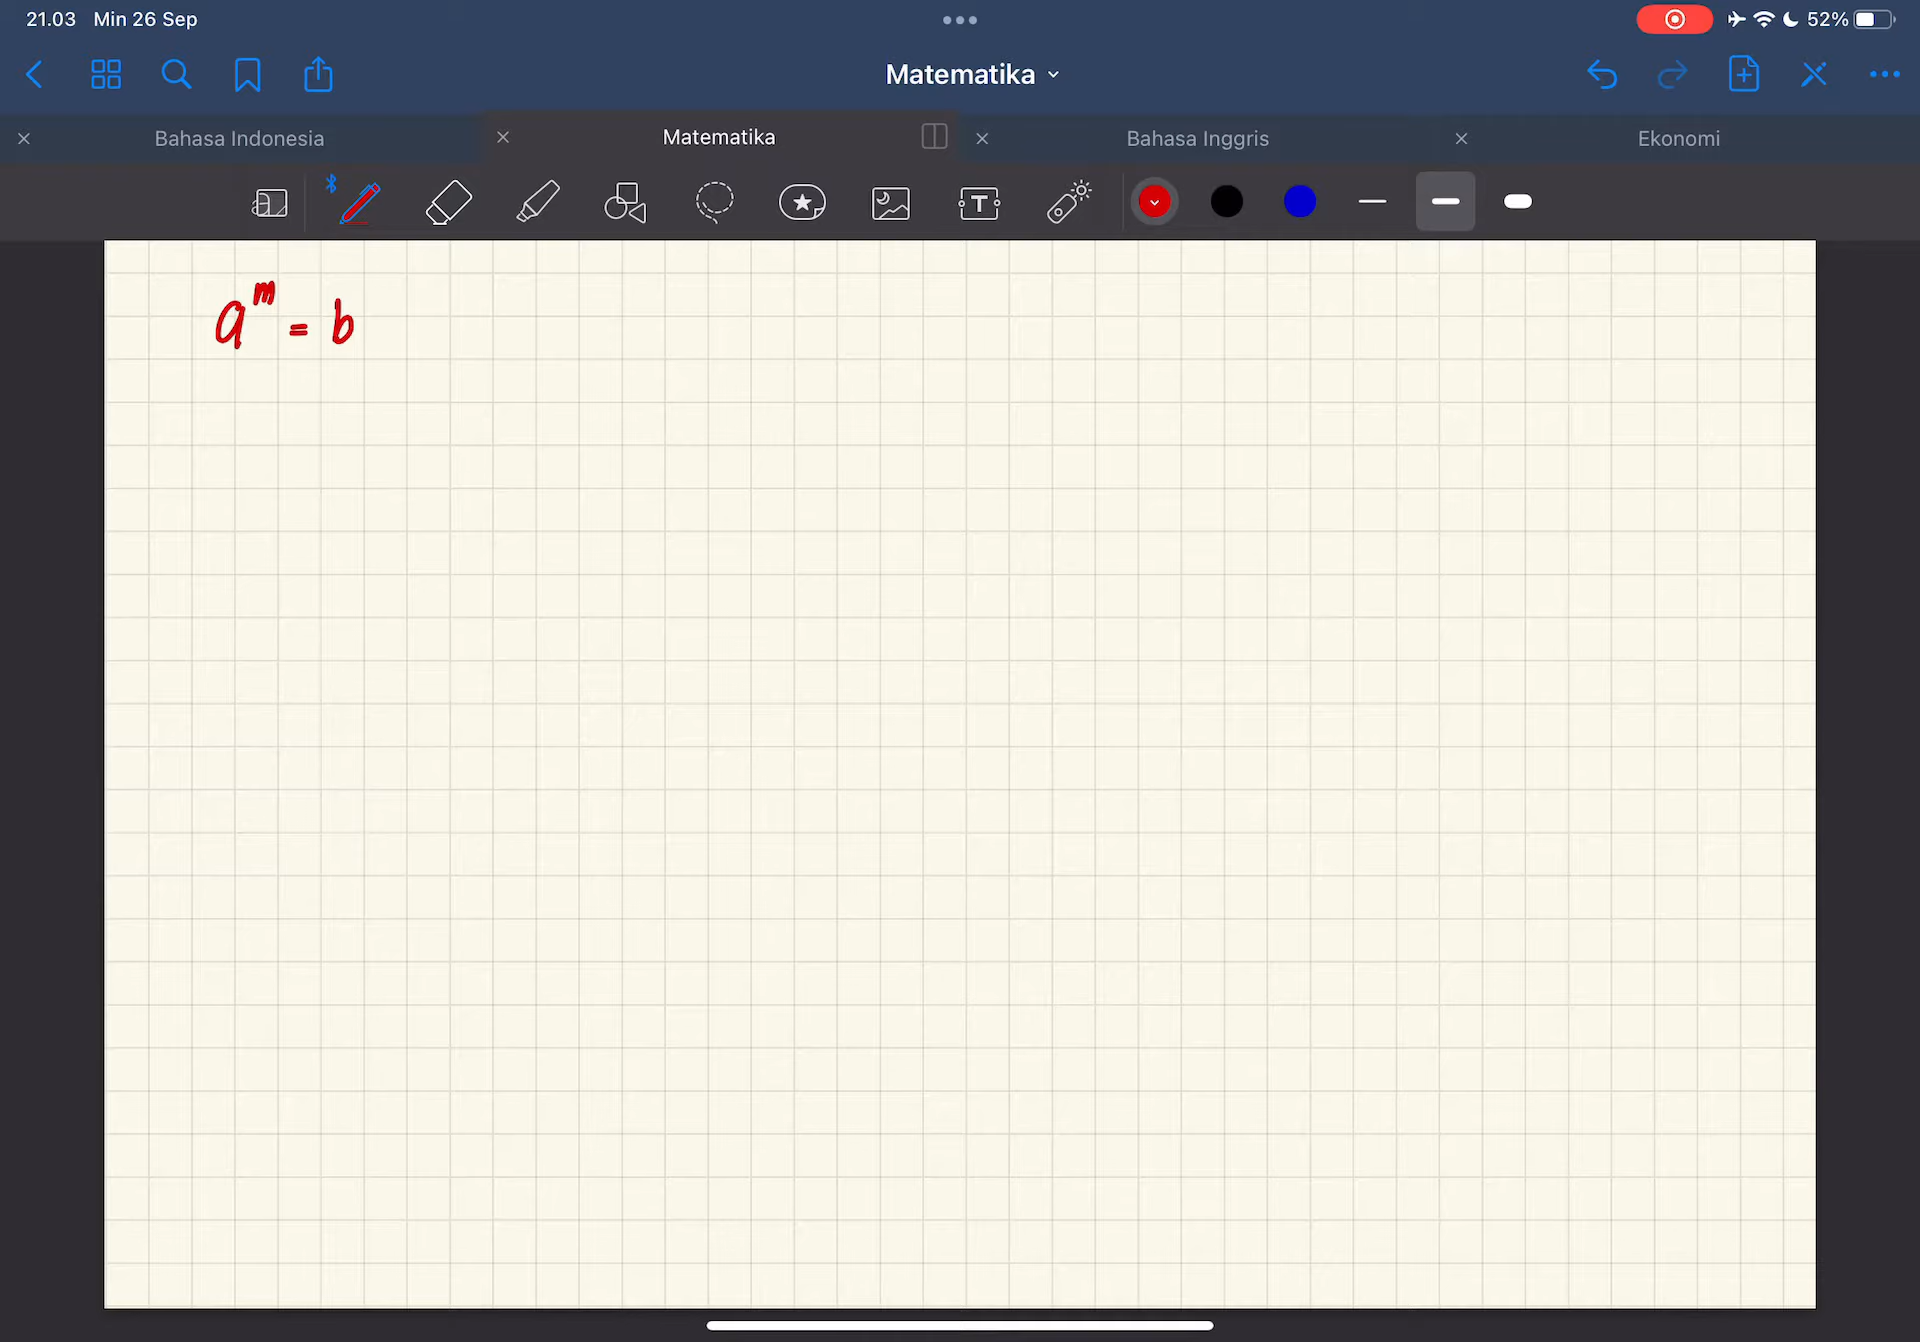 21.03 Min 26 Sep 52%
Matematika
Bahasa Indonesia Matematika Bahasa Inggris Ekonomi
a^m = b